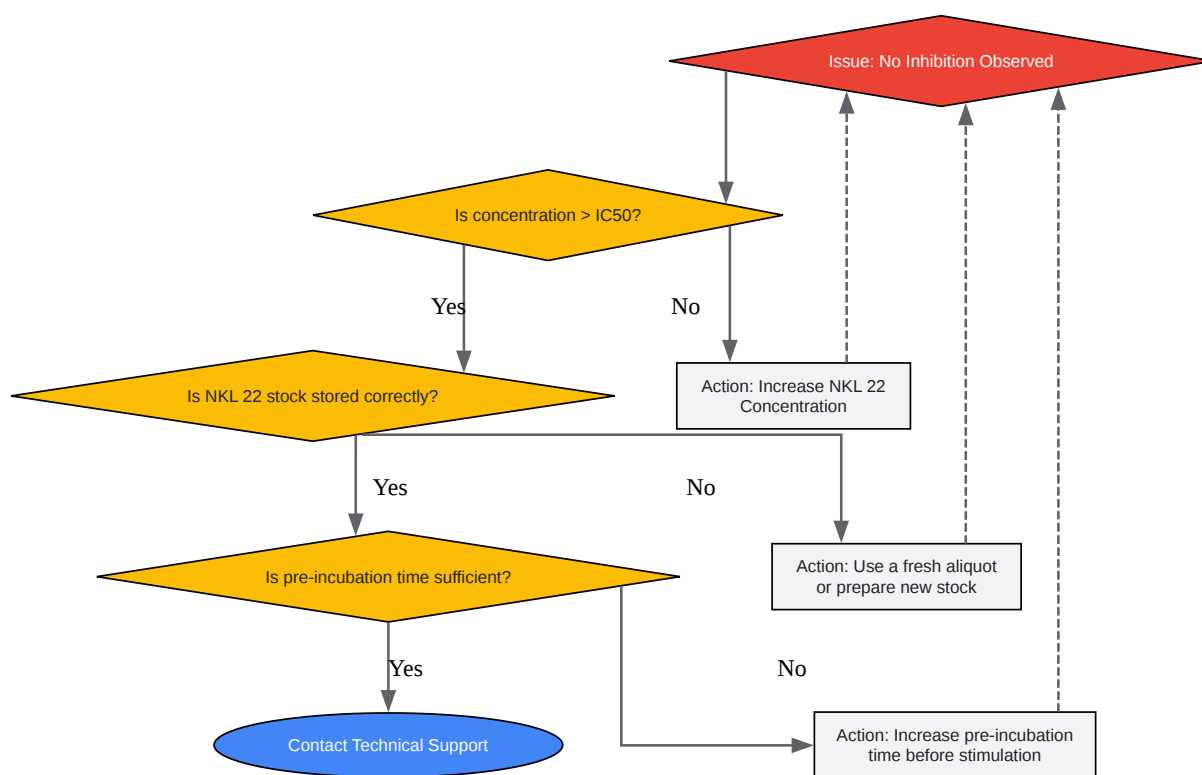 Issue: No Inhibition Observed
Is concentration > IC50?
Yes
No
Is NKL 22 stock stored correctly?
Action: Increase NKL 22
Concentration
Yes
No
Is pre-incubation time sufficient?
Action: Use a fresh aliquot
or prepare new stock
Yes
No
Contact Technical Support
Action: Increase pre-incubation
time before stimulation